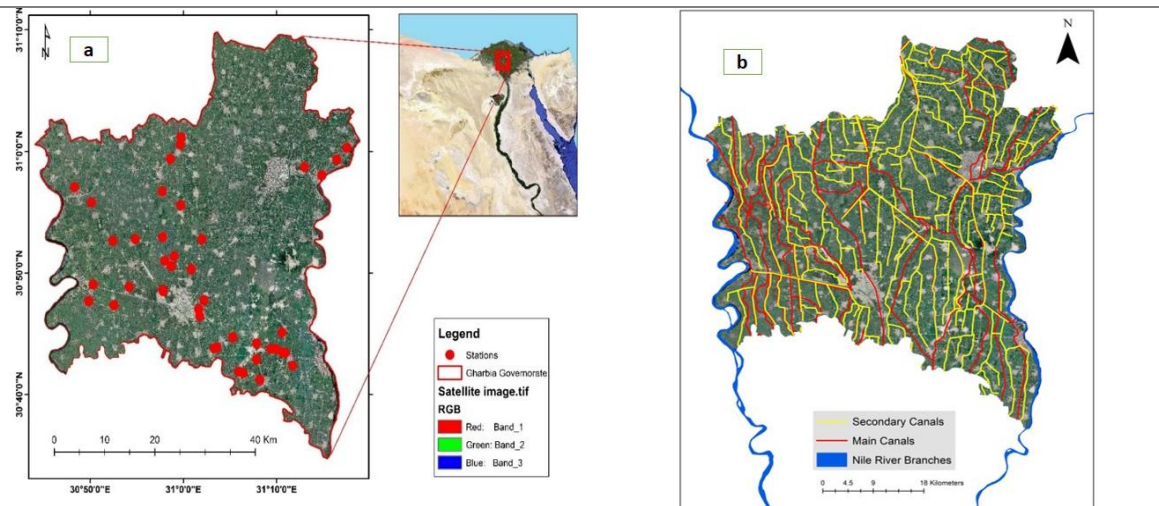 a
N
31°10'0"N
31°0'0"N
30°50'0"N
30°40'0"N
0 10 20 40 Km
30°50'0"E 31°0'0"E 31°10'0"E
Legend
Stations
Gharbia Governorate
Satellite image.tif
RGB
Red: Band_1
Green: Band_2
Blue: Band_3
b
N
Secondary Canals
Main Canals
Nile River Branches
0 4.5 9 18 Kilometers